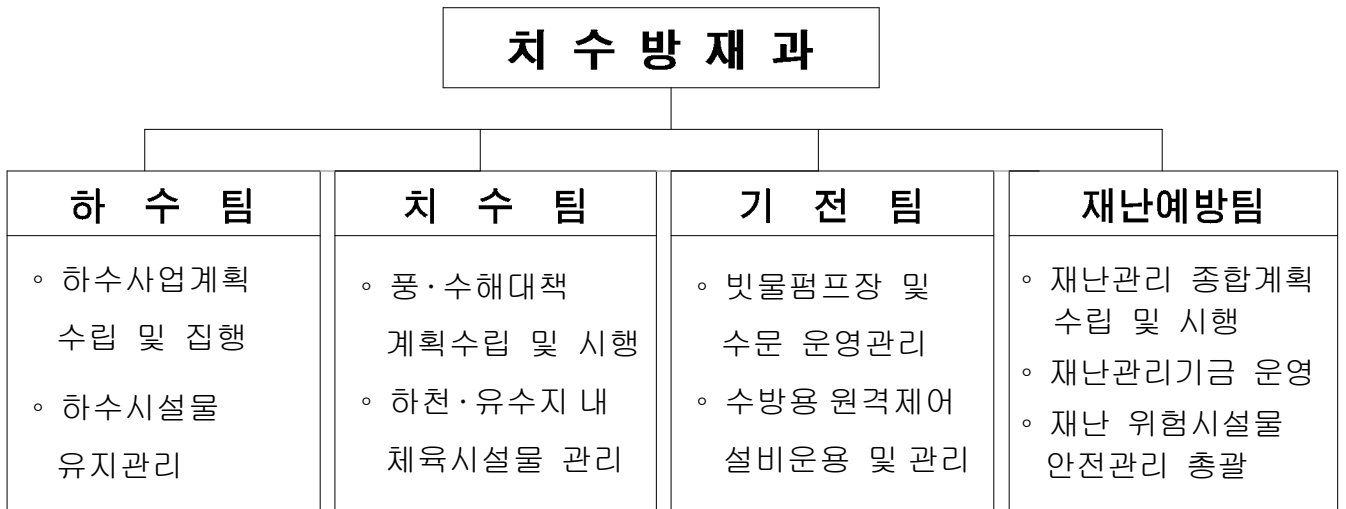 치 수 방 재 과
하 수 팀
◦ 하수사업계획
수립 및 집행
◦ 하수시설물
유지관리
치 수 팀
◦ 풍·수해대책
계획수립 및 시행
◦ 하천·유수지 내
체육시설물 관리
기 전 팀
◦ 빗물펌프장 및
수문 운영관리
◦ 수방용 원격제어
설비운용 및 관리
재난예방팀
◦ 재난관리 종합계획
수립 및 시행
◦ 재난관리기금 운영
◦ 재난 위험시설물
안전관리 총괄